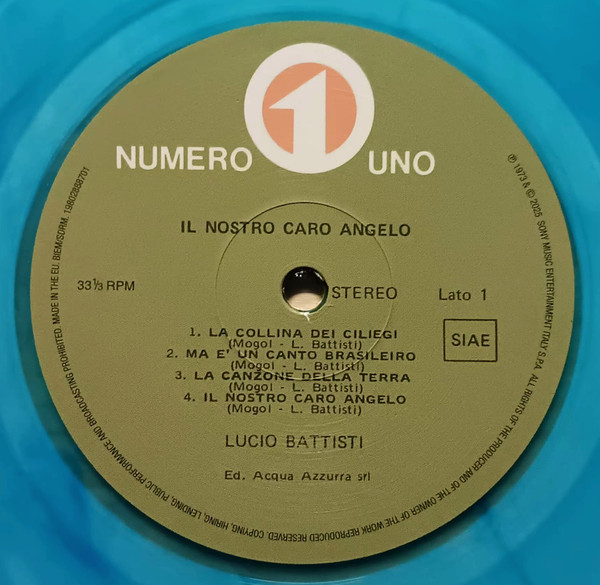 1
NUMERO UNO
IL NOSTRO CARO ANGELO
33⅓ RPM
STEREO
Lato 1
SIAE
1. LA COLLINA DEI CILIEGI
(Mogol - L. Battisti)
2. MA E' UN CANTO BRASILEIRO
(Mogol - L. Battisti)
3. LA CANZONE DELLA TERRA
(Mogol - L. Battisti)
4. IL NOSTRO CARO ANGELO
(Mogol - L. Battisti)
LUCIO BATTISTI
Ed. Acqua Azzurra srl
℗ 1973 & © 2025 SONY MUSIC ENTERTAINMENT ITALY S.P.A. ALL RIGHTS OF THE PRODUCER AND OF THE OWNER OF THE WORK REPRODUCED RESERVED. COPYING, HIRING, LENDING, PUBLIC PERFORMANCE AND BROADCASTING PROHIBITED. MADE IN THE EU. BIEM/SDRM. 19802888701